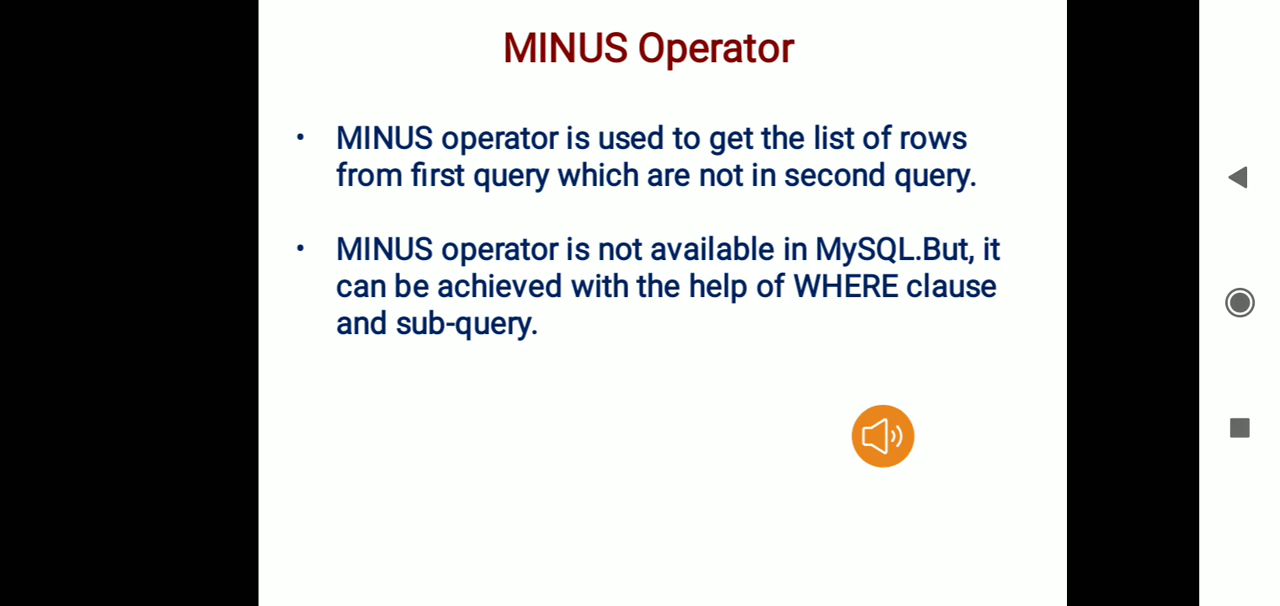 MINUS Operator
• MINUS operator is used to get the list of rows
from first query which are not in second query.
• MINUS operator is not available in MySQL.But, it
can be achieved with the help of WHERE clause
and sub-query.